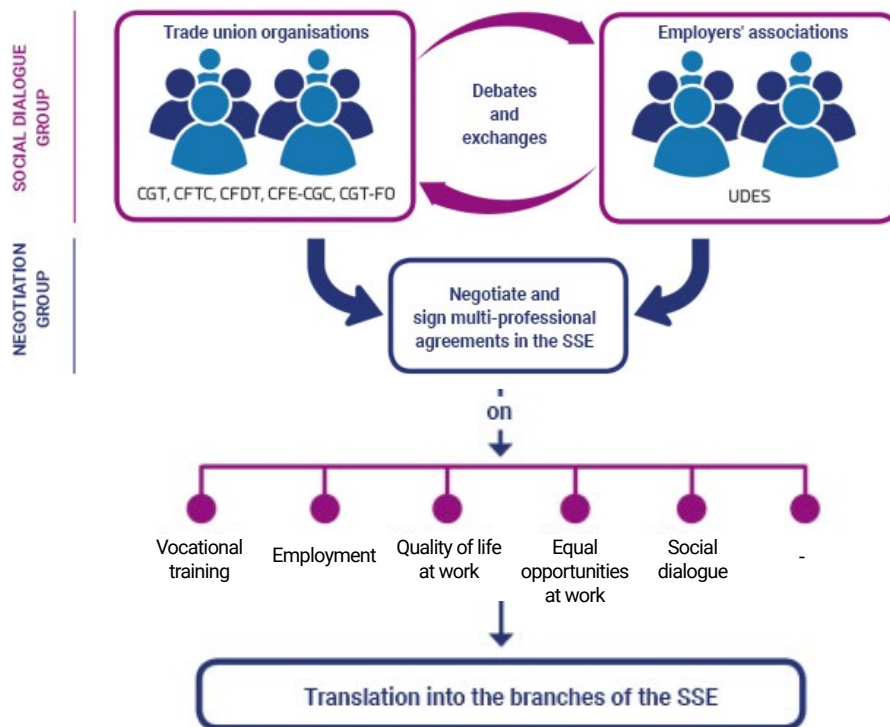 SOCIAL DIALOGUE
GROUP
Trade union organisations
CGT, CFTC, CFDT, CFE-CGC, CGT-FO
Debates
and
exchanges
Employers' associations
UDES
NEGOTIATION
GROUP
Negotiate and
sign multi-professional
agreements in the SSE
on
Vocational
training
Employment
Quality of life
at work
Equal
opportunities
at work
Social
dialogue
-
Translation into the branches of the SSE